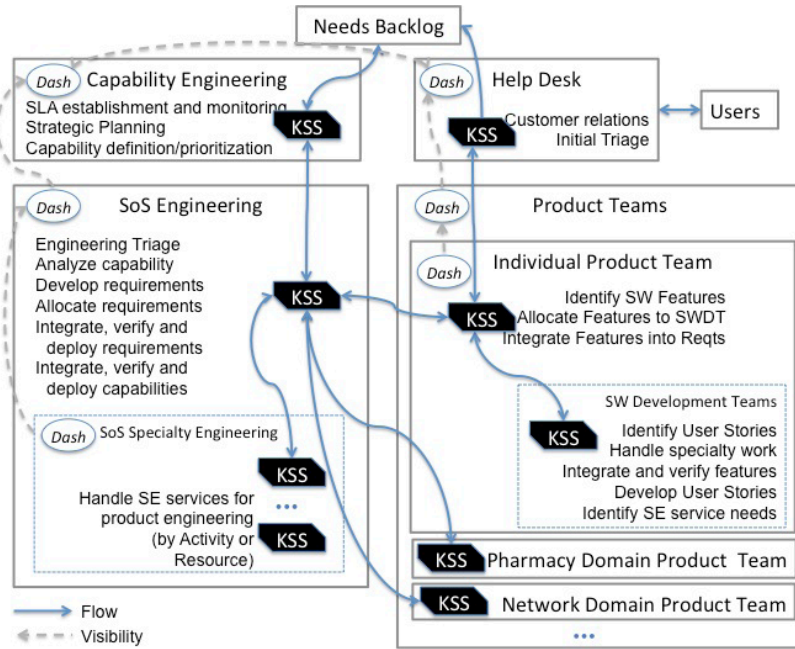 Needs Backlog
Dash
Capability Engineering
SLA establishment and monitoring
Strategic Planning
Capability definition/prioritization
KSS
Dash
Help Desk
Customer relations
Initial Triage
KSS
Users
Dash
SoS Engineering
Engineering Triage
Analyze capability
Develop requirements
Allocate requirements
Integrate, verify and
deploy requirements
Integrate, verify and
deploy capabilities
KSS
Dash
SoS Specialty Engineering
KSS
...
Handle SE services for
product engineering
(by Activity or
Resource)
KSS
Dash
Product Teams
Dash
Individual Product Team
KSS
Identify SW Features
Allocate Features to SWDT
Integrate Features into Reqts
SW Development Teams
KSS
Identify User Stories
Handle specialty work
Integrate and verify features
Develop User Stories
Identify SE service needs
KSS
Pharmacy Domain Product Team
KSS
Network Domain Product Team
...
Flow
Visibility